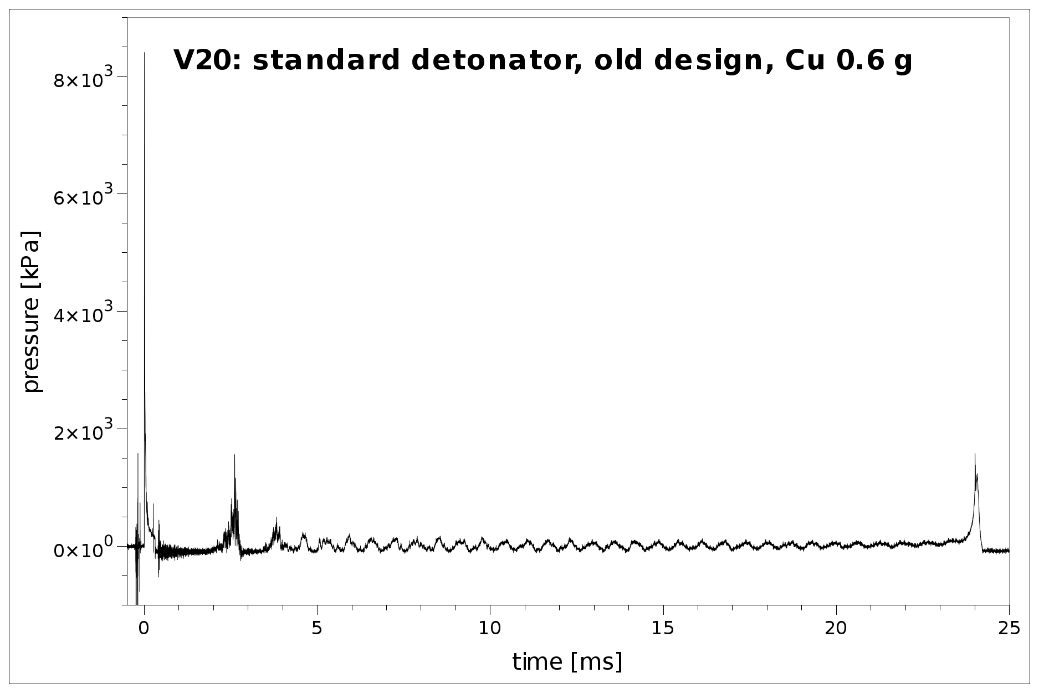 V20: standard detonator, old design, Cu 0.6 g
8×10³
6×10³
4×10³
2×10³
0×10⁰
pressure [kPa]
0 5 10 15 20 25
time [ms]